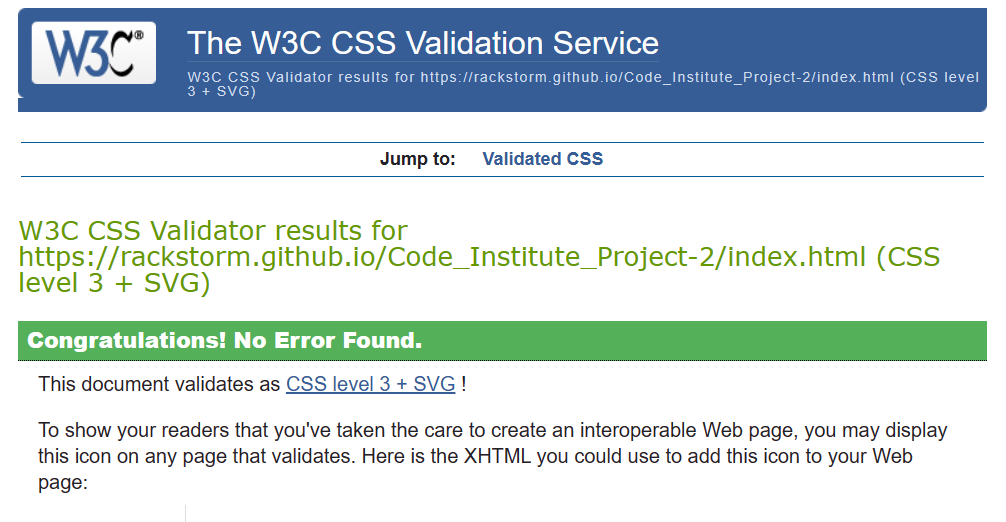 W3C®
The W3C CSS Validation Service
W3C CSS Validator results for https://rackstorm.github.io/Code_Institute_Project-2/index.html (CSS level
3 + SVG)
Jump to: Validated CSS
W3C CSS Validator results for
https://rackstorm.github.io/Code_Institute_Project-2/index.html (CSS
level 3 + SVG)
Congratulations! No Error Found.
This document validates as CSS level 3 + SVG !
To show your readers that you've taken the care to create an interoperable Web page, you may display
this icon on any page that validates. Here is the XHTML you could use to add this icon to your Web
page: